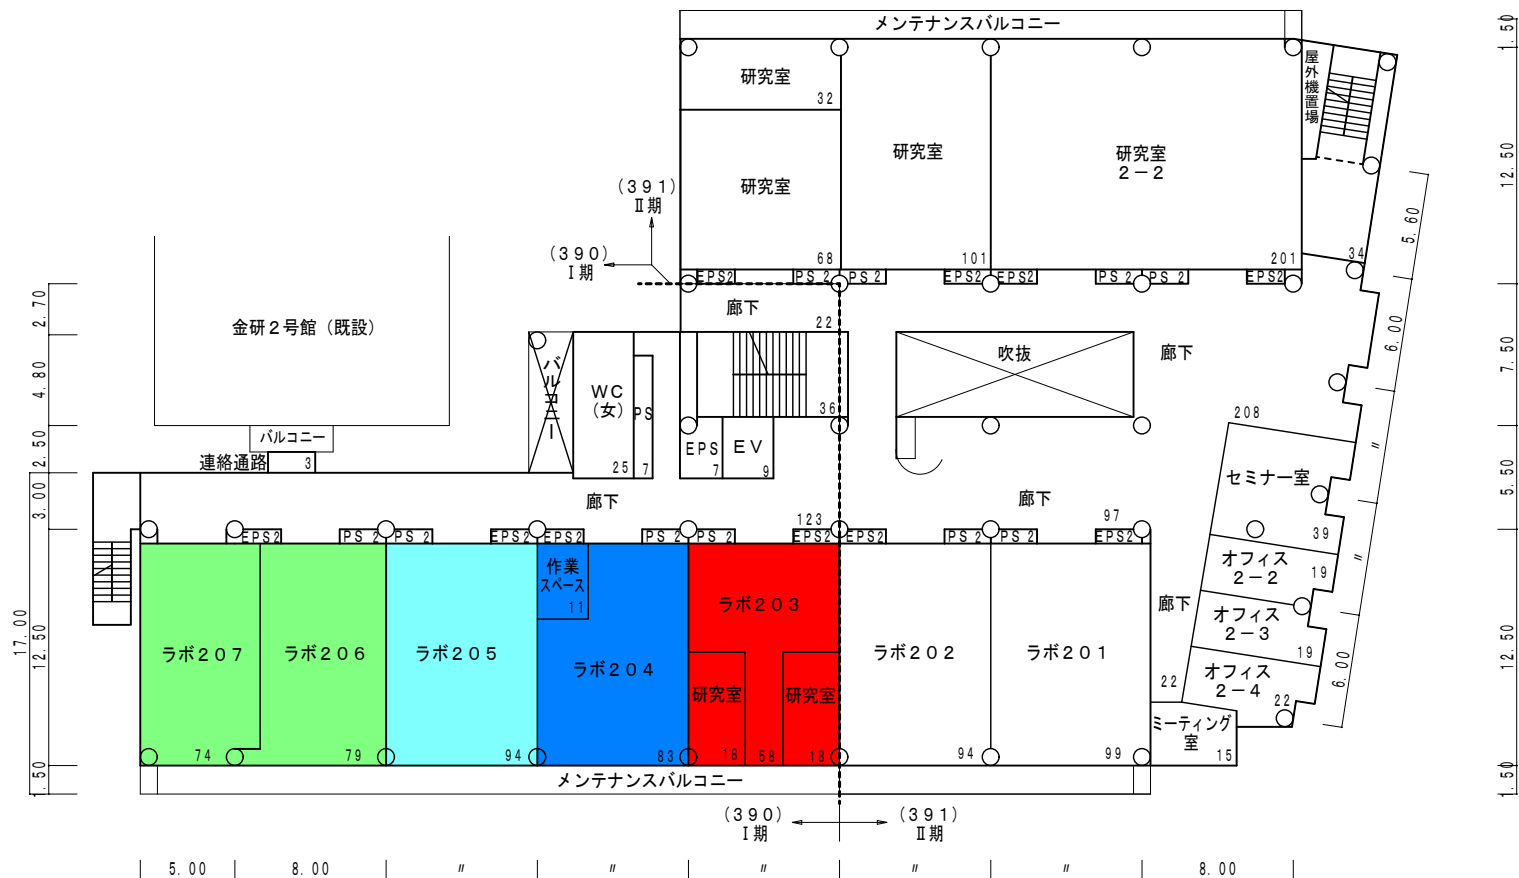 メンテナンスバルコニー
1.50
1.50
研究室
32
研究室
屋外機置場
研究室
2-2
12.50
研究室
(391)
Ⅱ期
(390)
Ⅰ期
68
101
201
34
5.60
EPS2
PS 2
PS 2
EPS2
EPS2
PS 2
PS 2
EPS2
2.70
廊下
22
金研2号館(既設)
吹抜
廊下
6.00
7.50
4.80
バルコニー
WC
(女)
PS
36
208
バルコニー
EPS
EV
2.50
連絡通路
3
25
7
7
9
〃
セミナー室
5.50
3.00
廊下
廊下
123
97
39
EPS2
PS 2
PS 2
EPS2
EPS2
PS 2
PS 2
EPS2
EPS2
PS 2
PS 2
EPS2
〃
作業
スペース
11
オフィス
2-2
19
ラボ203
廊下
オフィス
2-3
19
17.00
12.50
ラボ207
ラボ206
ラボ205
ラボ204
ラボ202
ラボ201
12.50
オフィス
2-4
22
22
6.00
研究室
研究室
ミーティング
室
15
74
79
94
83
18
58
18
94
99
1.50
メンテナンスバルコニー
1.50
(390)
Ⅰ期
(391)
Ⅱ期
5.00
8.00
〃
〃
〃
〃
〃
8.00